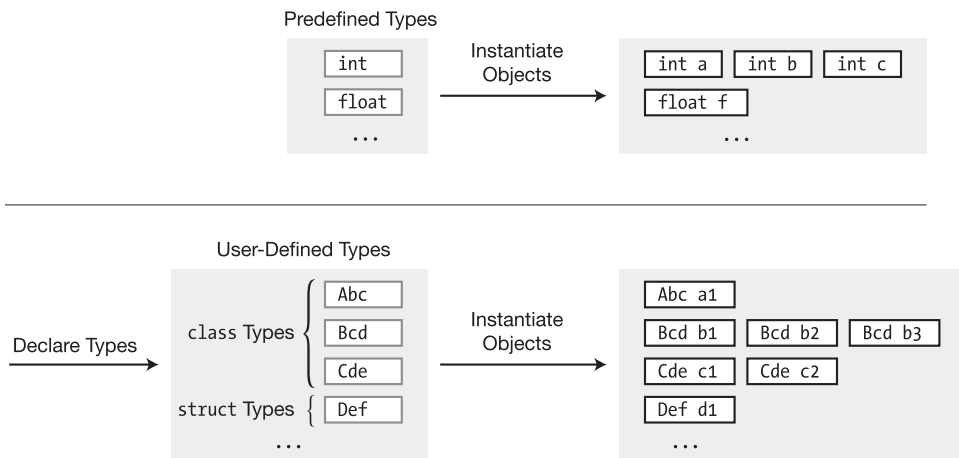 Predefined Types
int
float
...
Instantiate
Objects
int a int b int c
float f
...
User-Defined Types
Declare Types
class Types
Abc
Bcd
Cde
struct Types
Def
...
Instantiate
Objects
Abc a1
Bcd b1 Bcd b2 Bcd b3
Cde c1 Cde c2
Def d1
...